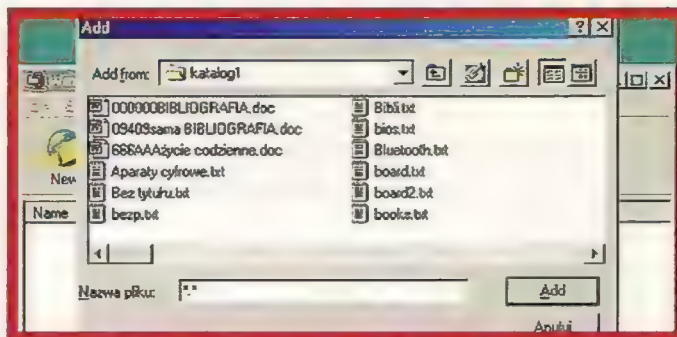 Add
Add from: katalog1
000000BIBLIOGRAFIA.doc
09409sama BIBLIOGRAFIA.doc
666AAAżycie codzienne.doc
Aparaty cyfrowe.txt
Bez tytułu.txt
bezp.txt
Bibli.txt
bios.txt
Bluetooth.txt
board.txt
board2.txt
books.txt
New
Name
Nazwa pliku: *.*
Add
Anuluj